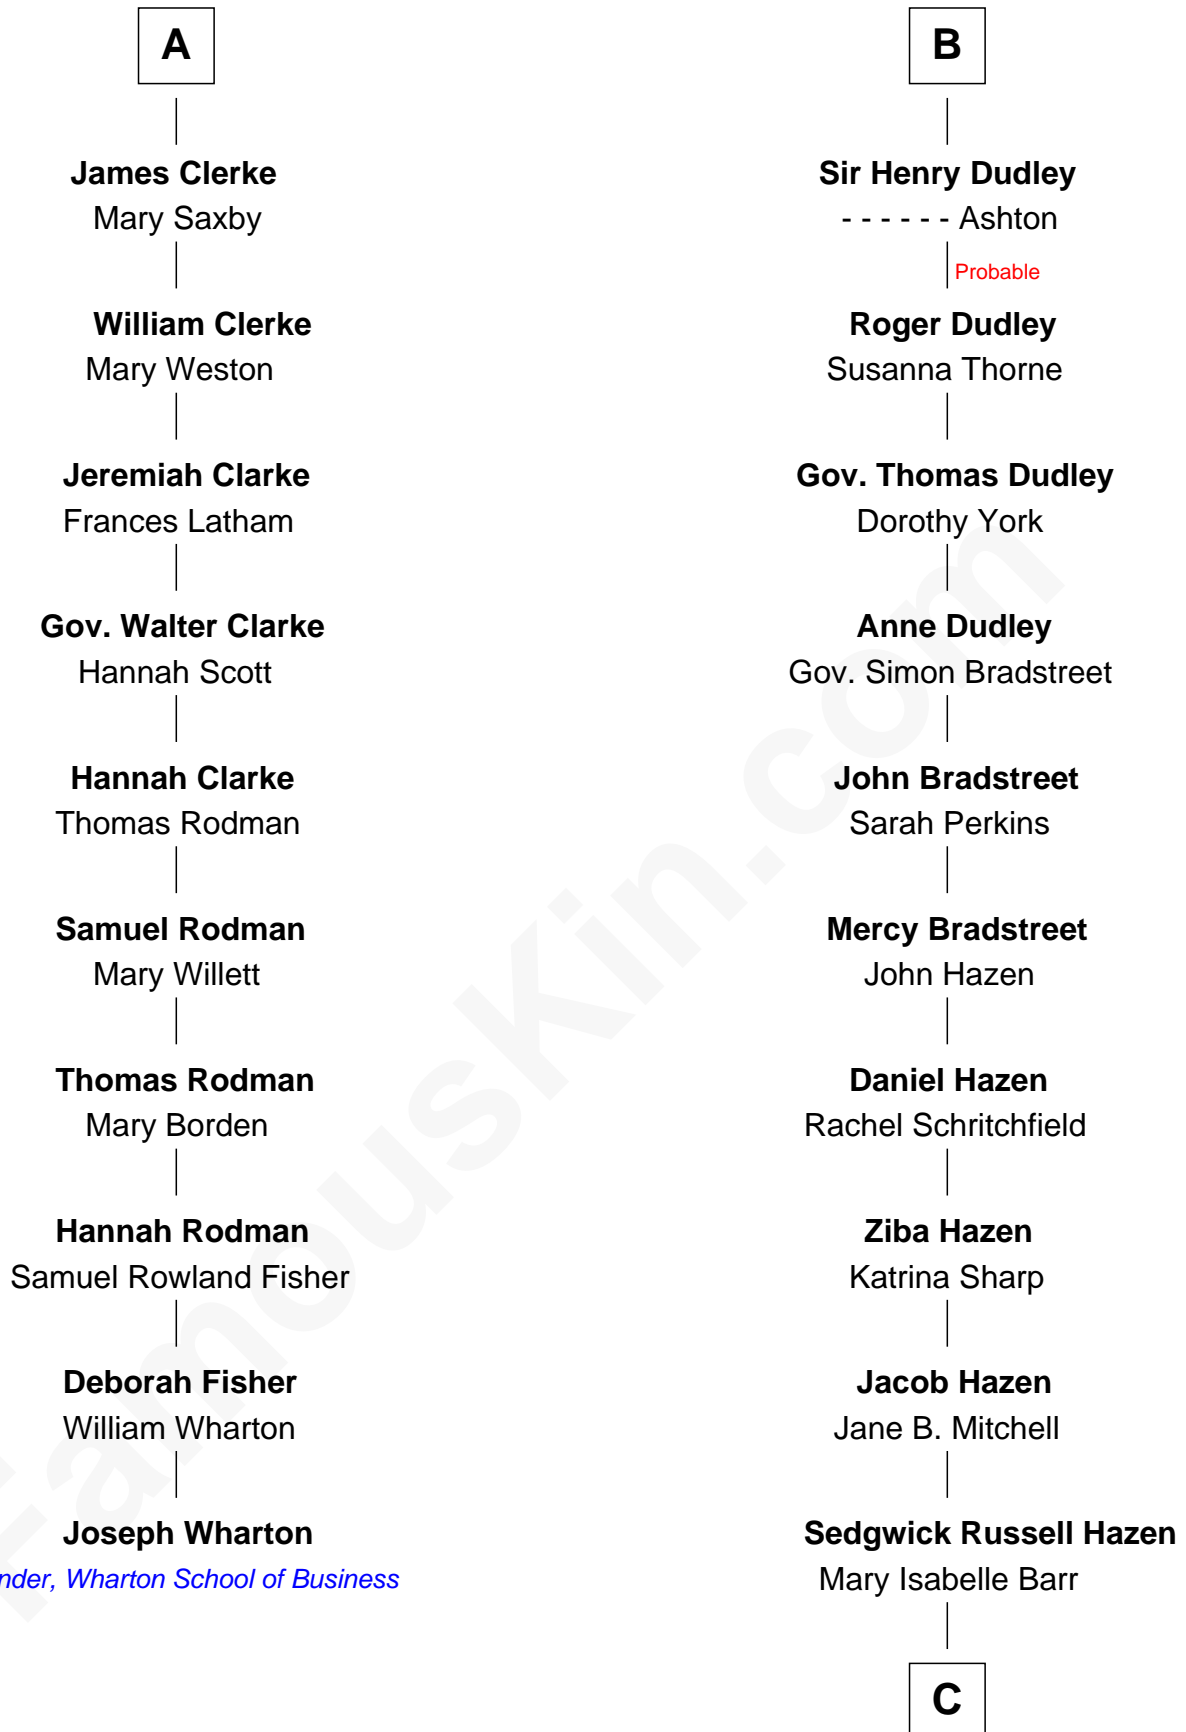 A
James Clerke
Mary Saxby
William Clerke
Mary Weston
Jeremiah Clarke
Frances Latham
Gov. Walter Clarke
Hannah Scott
Hannah Clarke
Thomas Rodman
Samuel Rodman
Mary Willett
Thomas Rodman
Mary Borden
Hannah Rodman
Samuel Rowland Fisher
Deborah Fisher
William Wharton
Joseph Wharton
nder, Wharton School of Business
B
Sir Henry Dudley
- - - - - - Ashton
Probable
Roger Dudley
Susanna Thorne
Gov. Thomas Dudley
Dorothy York
Anne Dudley
Gov. Simon Bradstreet
John Bradstreet
Sarah Perkins
Mercy Bradstreet
John Hazen
Daniel Hazen
Rachel Schritchfield
Ziba Hazen
Katrina Sharp
Jacob Hazen
Jane B. Mitchell
Sedgwick Russell Hazen
Mary Isabelle Barr
C
FamousKin.com